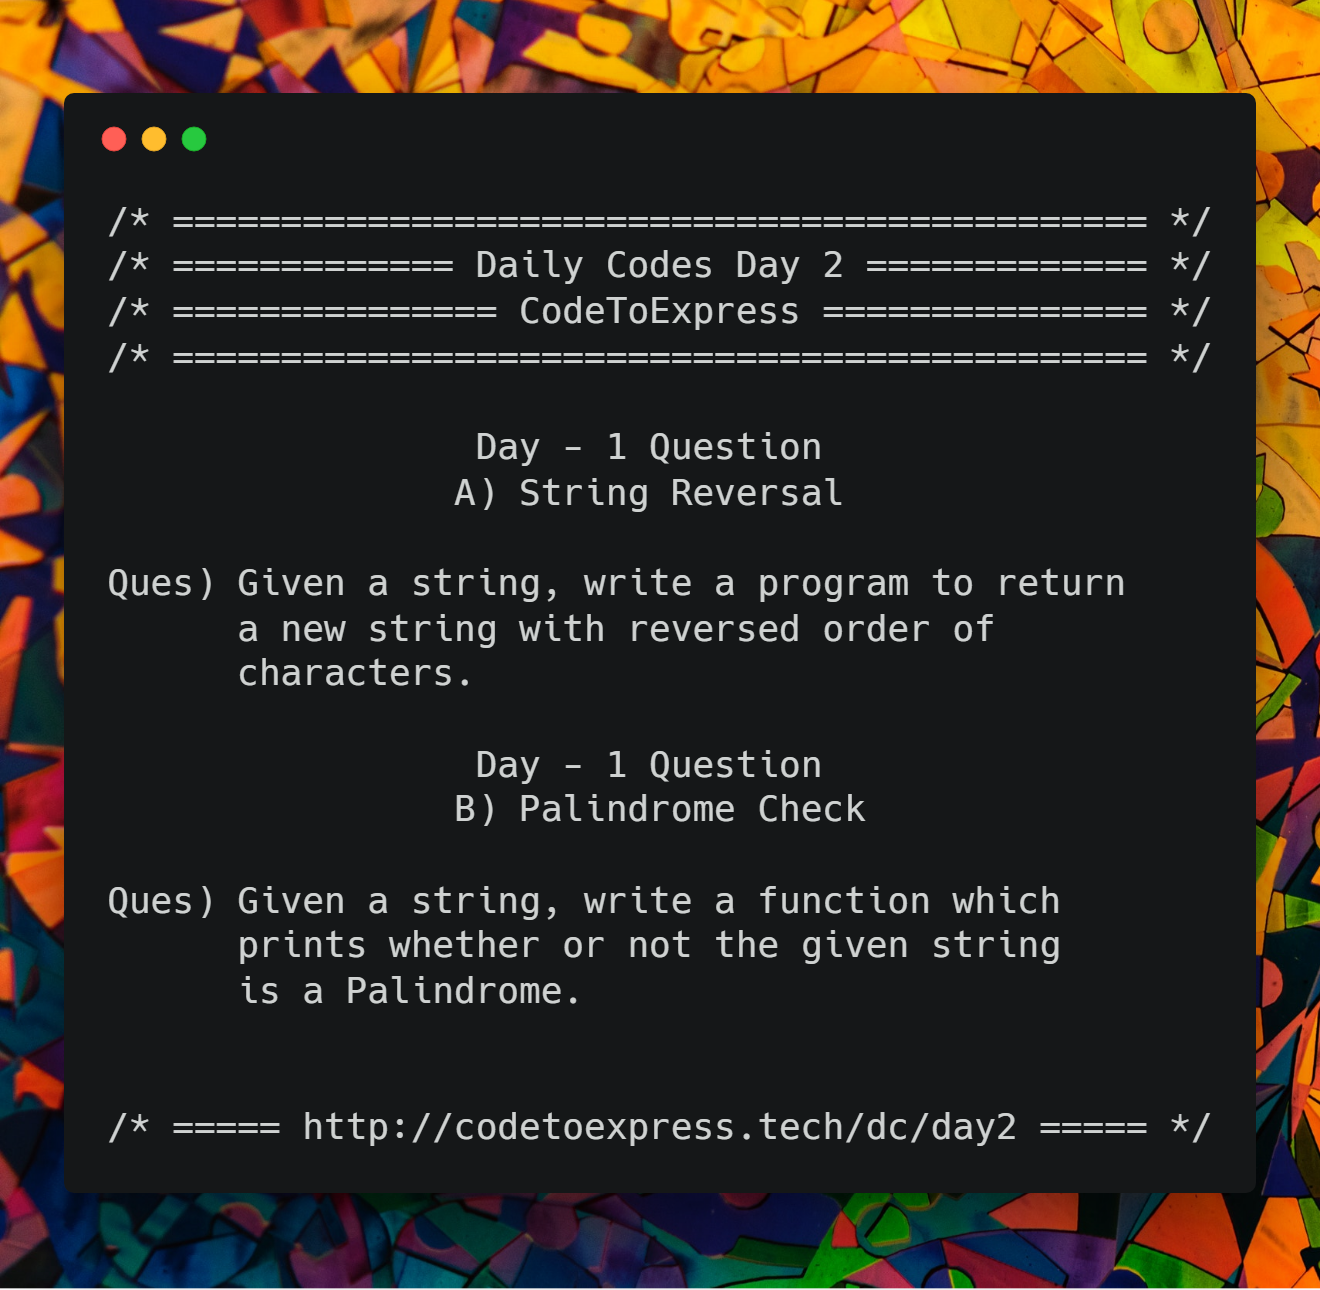 /* ============================================= */
/* ============= Daily Codes Day 2 ============= */
/* =============== CodeToExpress =============== */
/* ============================================= */
Day - 1 Question
A) String Reversal
Ques) Given a string, write a program to return
a new string with reversed order of
characters.
Day - 1 Question
B) Palindrome Check
Ques) Given a string, write a function which
prints whether or not the given string
is a Palindrome.
/* ===== http://codetoexpress.tech/dc/day2 ===== */